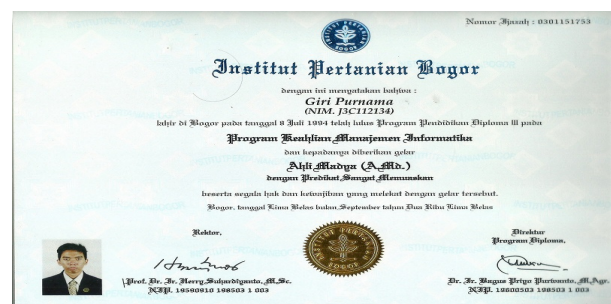 Nomor Ijazah : 0301151753
Institut Pertanian Bogor
dengan ini menyatakan bahwa :
Giri Purnama
(NIM. J3C112134)
lahir di Bogor pada tanggal 8 Juli 1994 telah lulus Program Pendidikan Diploma III pada
Program Keahlian Manajemen Informatika
dan kepadanya diberikan gelar
Ahli Madya (A.Md.)
dengan Predikat Sangat Memuaskan
beserta segala hak dan kewajiban yang melekat dengan gelar tersebut.
Bogor, tanggal Lima Belas bulan September tahun Dua Ribu Lima Belas
Rektor,
Prof. Dr. Ir. Herry Suhardiyanto, M.Sc.
NIP. 19590910 198503 1 003
INSTITUT PERTANIAN
BOGOR
Direktur
Program Diploma,
Dr. Ir. Bagus Priyo Purwanto, M.Agr.
NIP. 19600503 198503 1 003